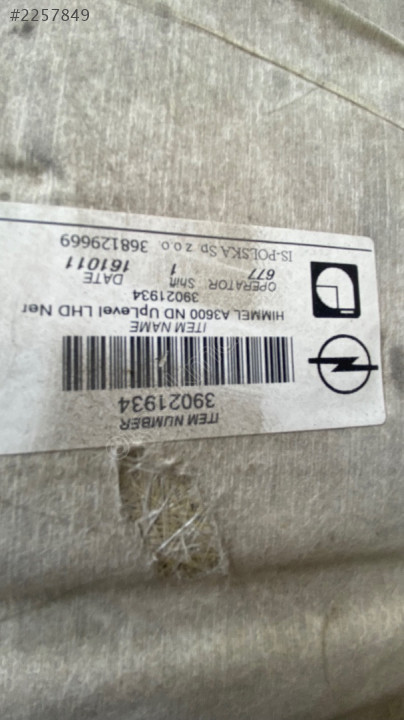 #2257849
ITEM NUMBER
39021934
ITEM NAME
HIMMEL A3600 ND UpLevel LHD Ner
39021934
OPERATOR Shift DATE
677 1 161011
IS-POLSKA Sp. z o.o. 368129669